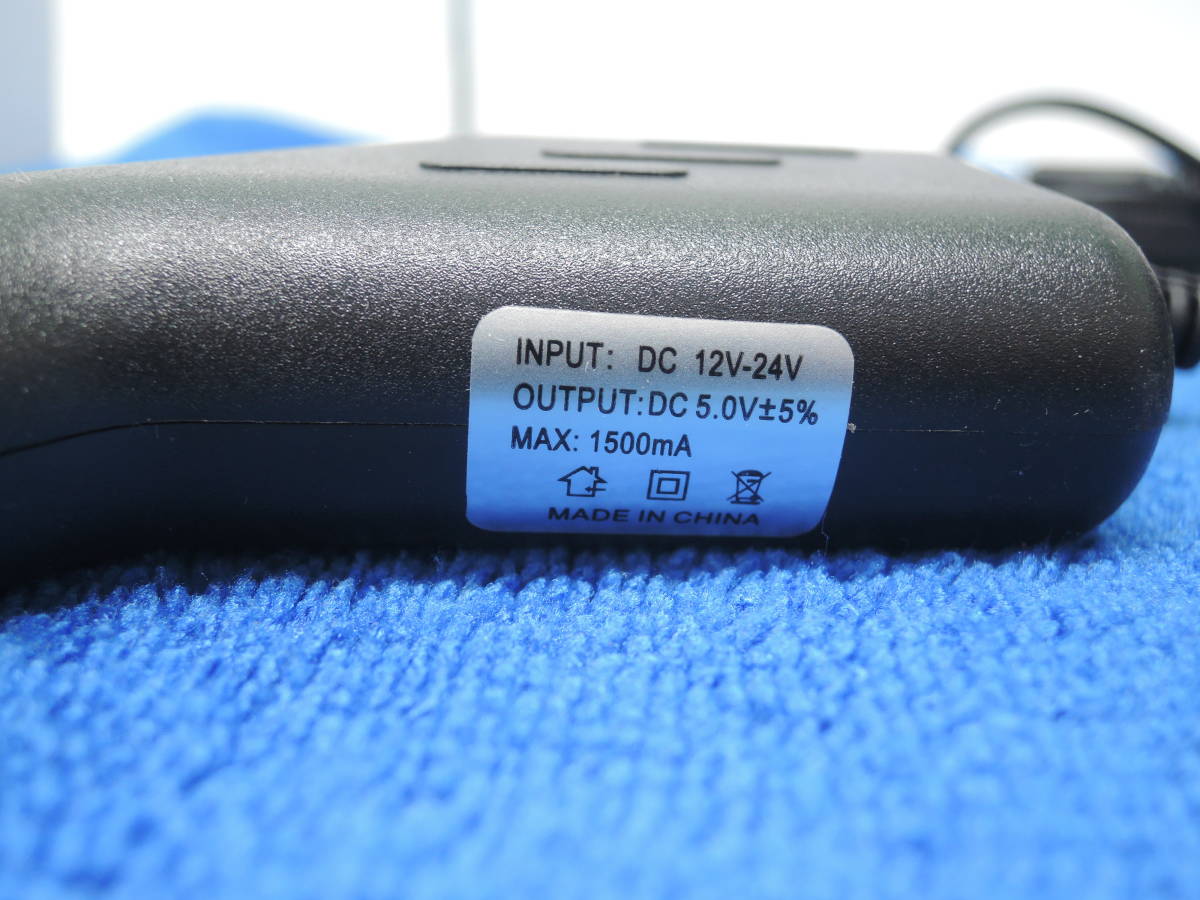 INPUT: DC 12V-24V
OUTPUT:DC 5.0V±5%
MAX: 1500mA
MADE IN CHINA